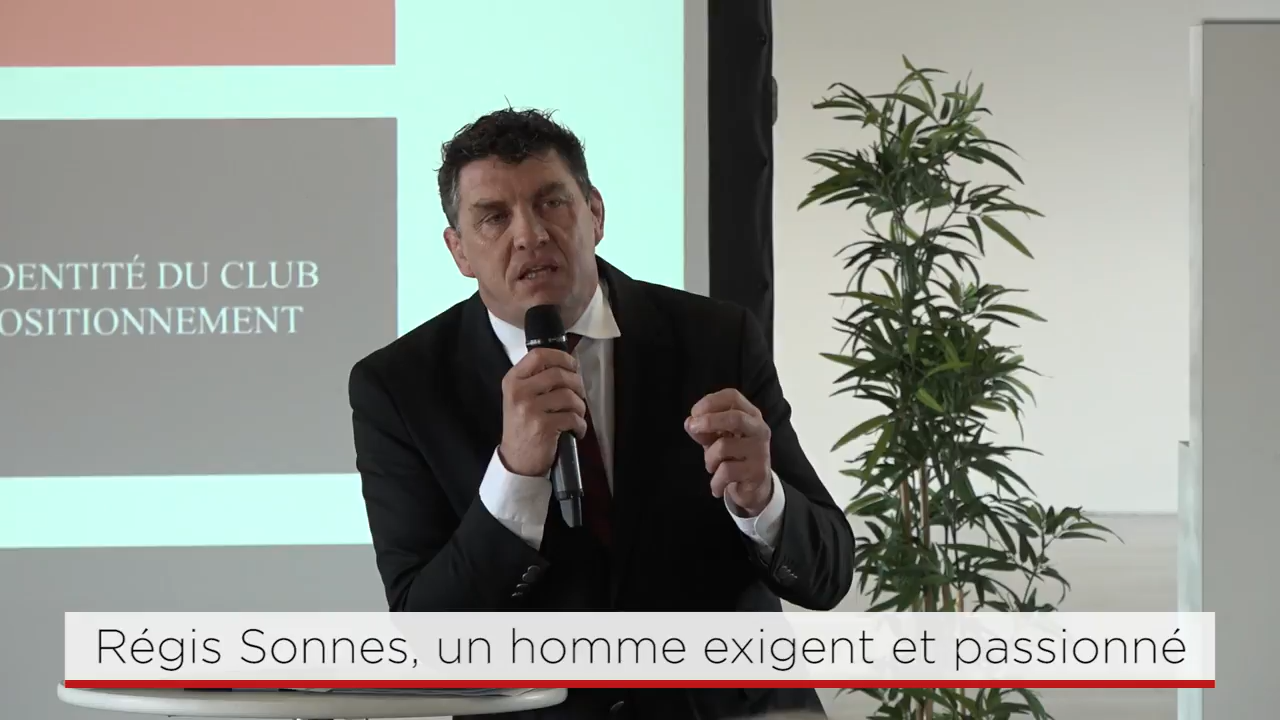 DENTITÉ DU CLUB
OSITIONNEMENT
Régis Sonnes, un homme exigent et passionné